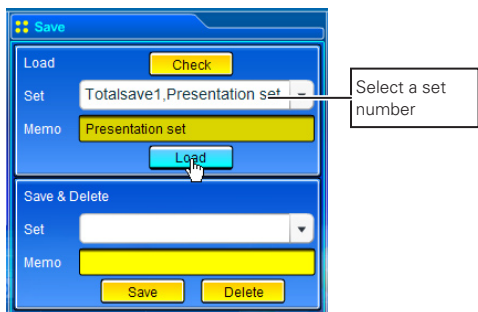 Save
Load
Check
Set
Totalsave1,Presentation set
Select a set
number
Memo
Presentation set
Load
Save & Delete
Set
Memo
Save
Delete